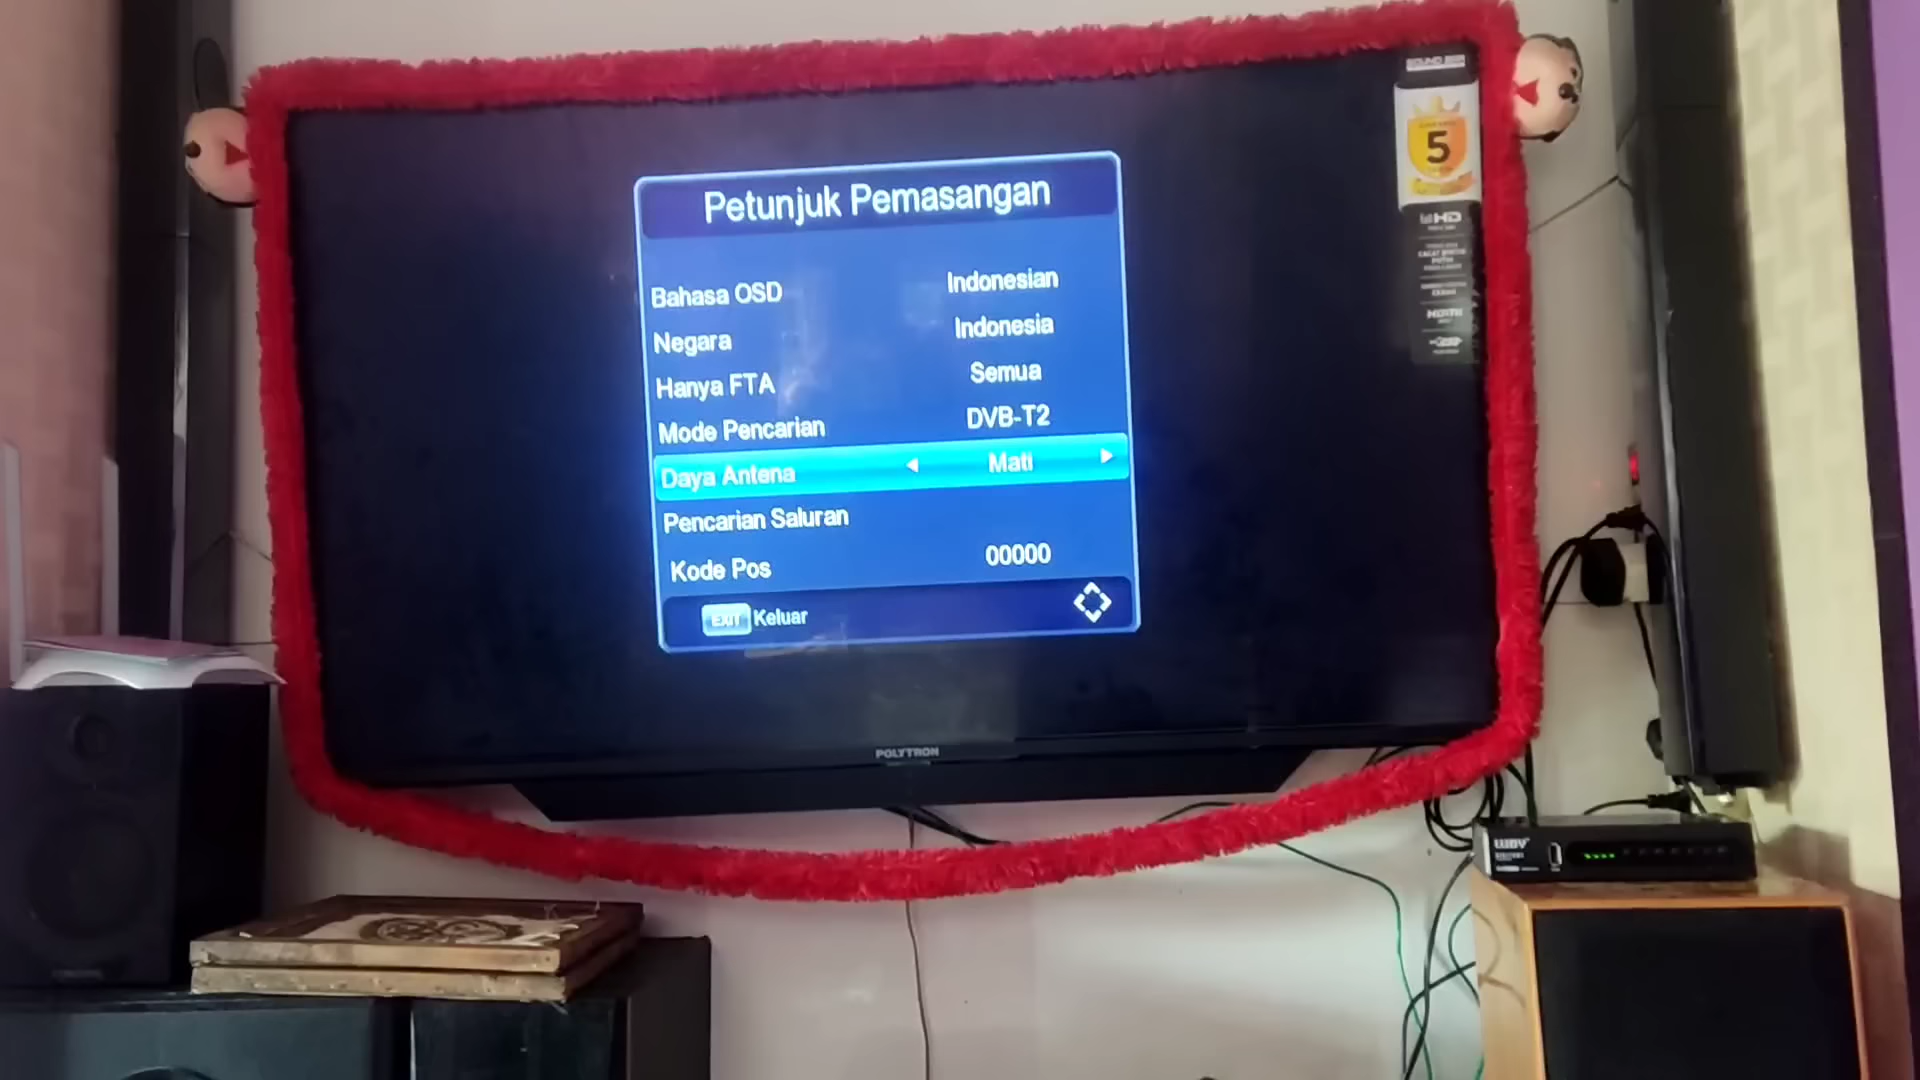 Petunjuk Pemasangan
Bahasa OSD Indonesian
Negara Indonesia
Hanya FTA Semua
Mode Pencarian DVB-T2
Daya Antena Mati
Pencarian Saluran
Kode Pos 00000
EXIT Keluar
POLYTRON
5
HD
HDMI